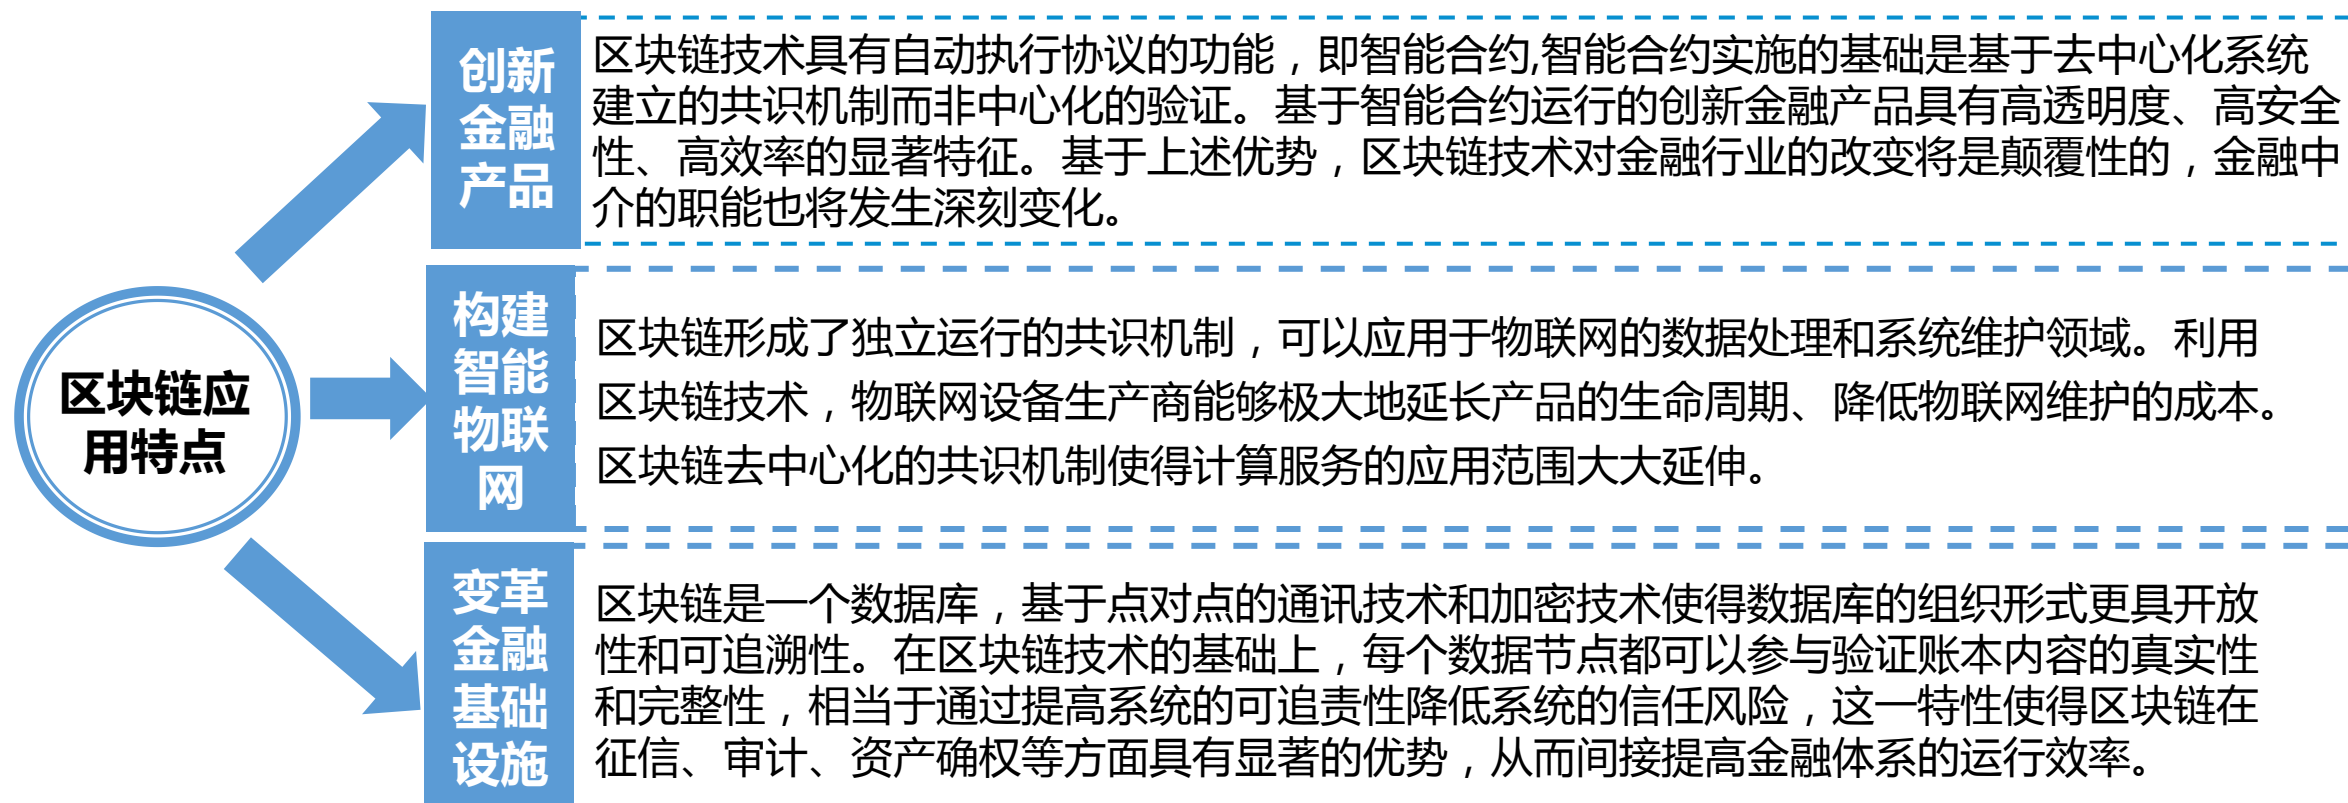 区块链应
用特点
创新
金融
产品
区块链技术具有自动执行协议的功能，即智能合约,智能合约实施的基础是基于去中心化系统
建立的共识机制而非中心化的验证。基于智能合约运行的创新金融产品具有高透明度、高安全
性、高效率的显著特征。基于上述优势，区块链技术对金融行业的改变将是颠覆性的，金融中
介的职能也将发生深刻变化。
构建
智能
物联
网
区块链形成了独立运行的共识机制，可以应用于物联网的数据处理和系统维护领域。利用
区块链技术，物联网设备生产商能够极大地延长产品的生命周期、降低物联网维护的成本。
区块链去中心化的共识机制使得计算服务的应用范围大大延伸。
变革
金融
基础
设施
区块链是一个数据库，基于点对点的通讯技术和加密技术使得数据库的组织形式更具开放
性和可追溯性。在区块链技术的基础上，每个数据节点都可以参与验证账本内容的真实性
和完整性，相当于通过提高系统的可追责性降低系统的信任风险，这一特性使得区块链在
征信、审计、资产确权等方面具有显著的优势，从而间接提高金融体系的运行效率。